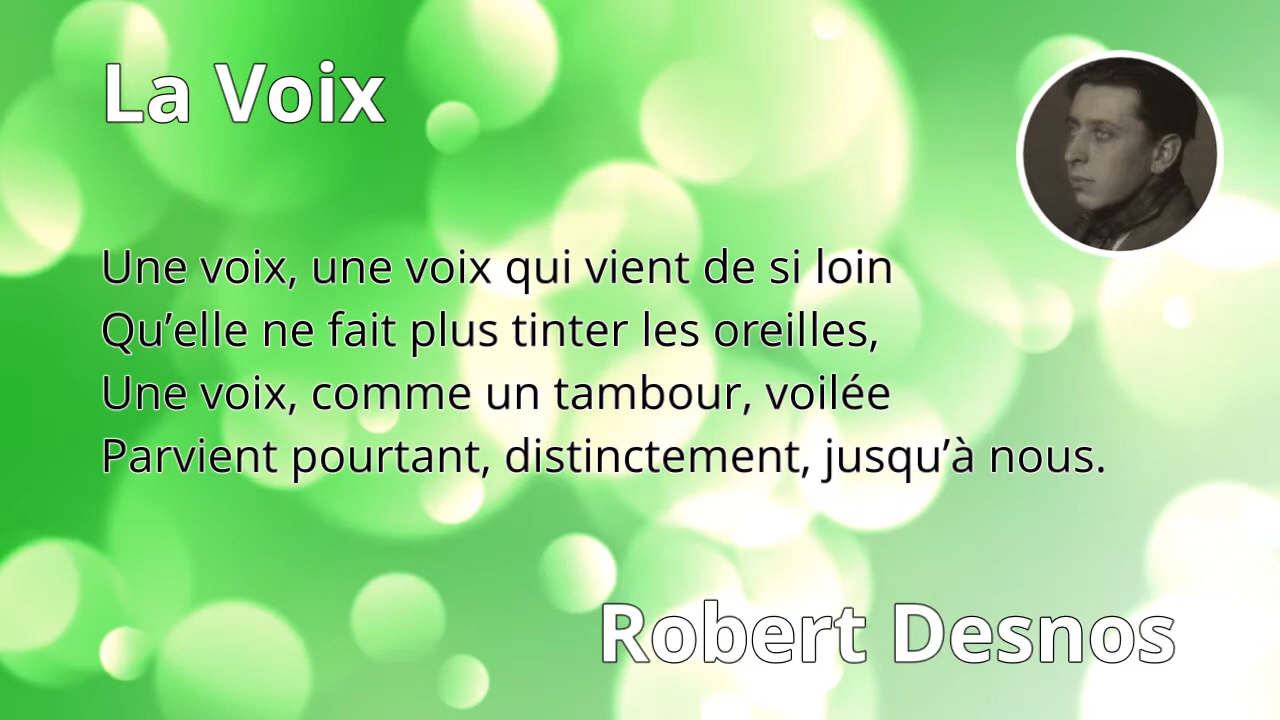 La Voix
Une voix, une voix qui vient de si loin
Qu’elle ne fait plus tinter les oreilles,
Une voix, comme un tambour, voilée
Parvient pourtant, distinctement, jusqu’à nous.
Robert Desnos